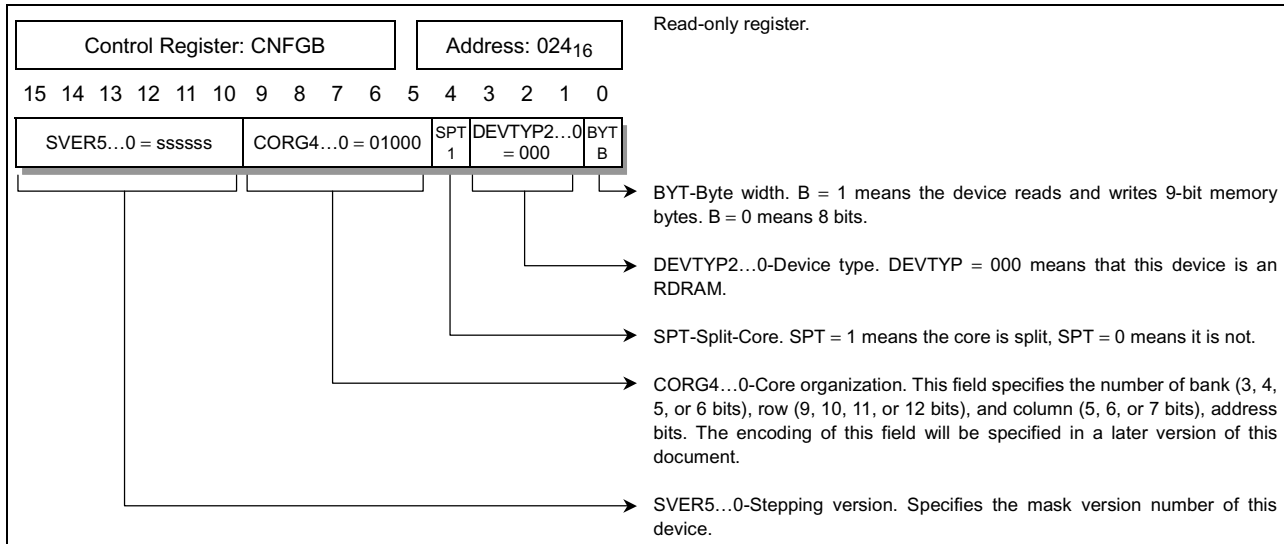 Control Register: CNFGB
Address: 024₁₆
Read-only register.
15 14 13 12 11 10 9 8 7 6 5 4 3 2 1 0
SVER5…0 = ssssss
CORG4…0 = 01000
SPT
1
DEVTYP2…0
= 000
BYT
B
BYT-Byte width. B = 1 means the device reads and writes 9-bit memory
bytes. B = 0 means 8 bits.
DEVTYP2…0-Device type. DEVTYP = 000 means that this device is an
RDRAM.
SPT-Split-Core. SPT = 1 means the core is split, SPT = 0 means it is not.
CORG4…0-Core organization. This field specifies the number of bank (3, 4,
5, or 6 bits), row (9, 10, 11, or 12 bits), and column (5, 6, or 7 bits), address
bits. The encoding of this field will be specified in a later version of this
document.
SVER5…0-Stepping version. Specifies the mask version number of this
device.